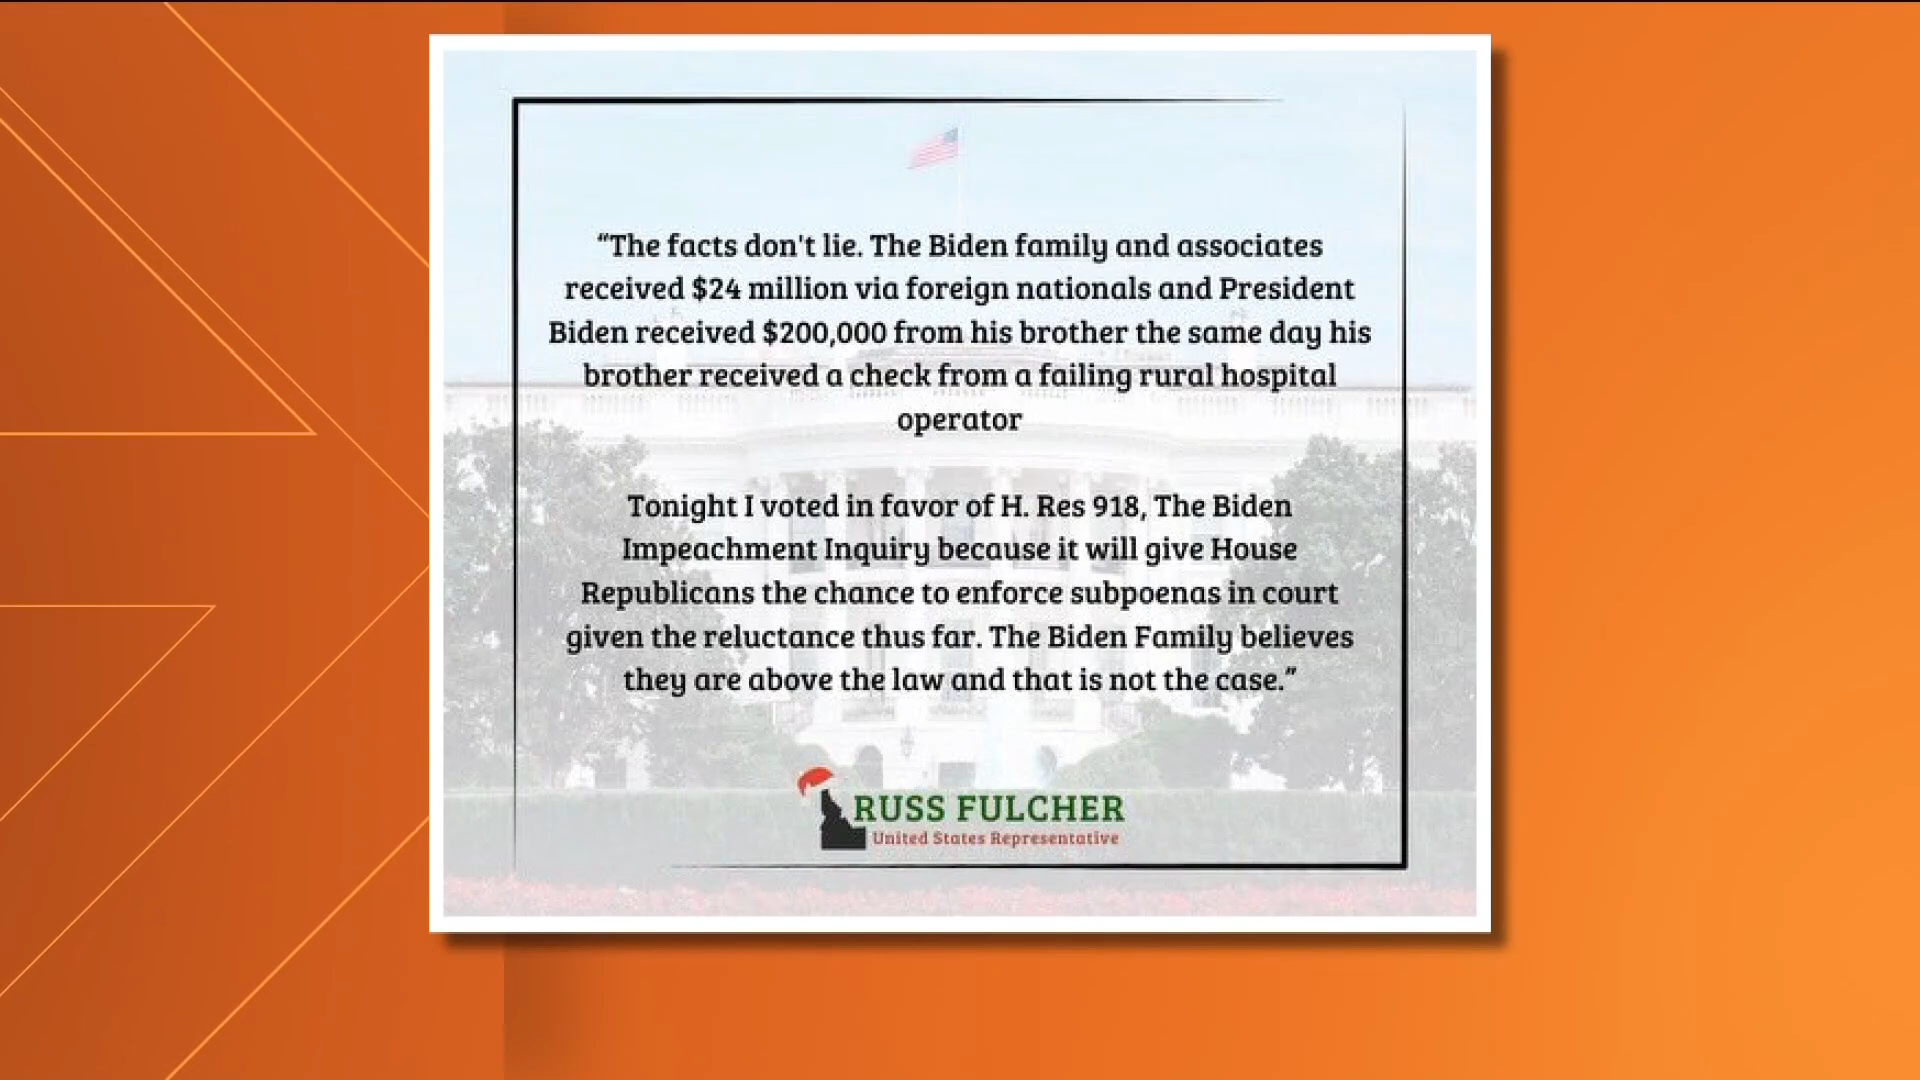 “The facts don't lie. The Biden family and associates
received $24 million via foreign nationals and President
Biden received $200,000 from his brother the same day his
brother received a check from a failing rural hospital
operator
Tonight I voted in favor of H. Res 918, The Biden
Impeachment Inquiry because it will give House
Republicans the chance to enforce subpoenas in court
given the reluctance thus far. The Biden Family believes
they are above the law and that is not the case.”
RUSS FULCHER
United States Representative